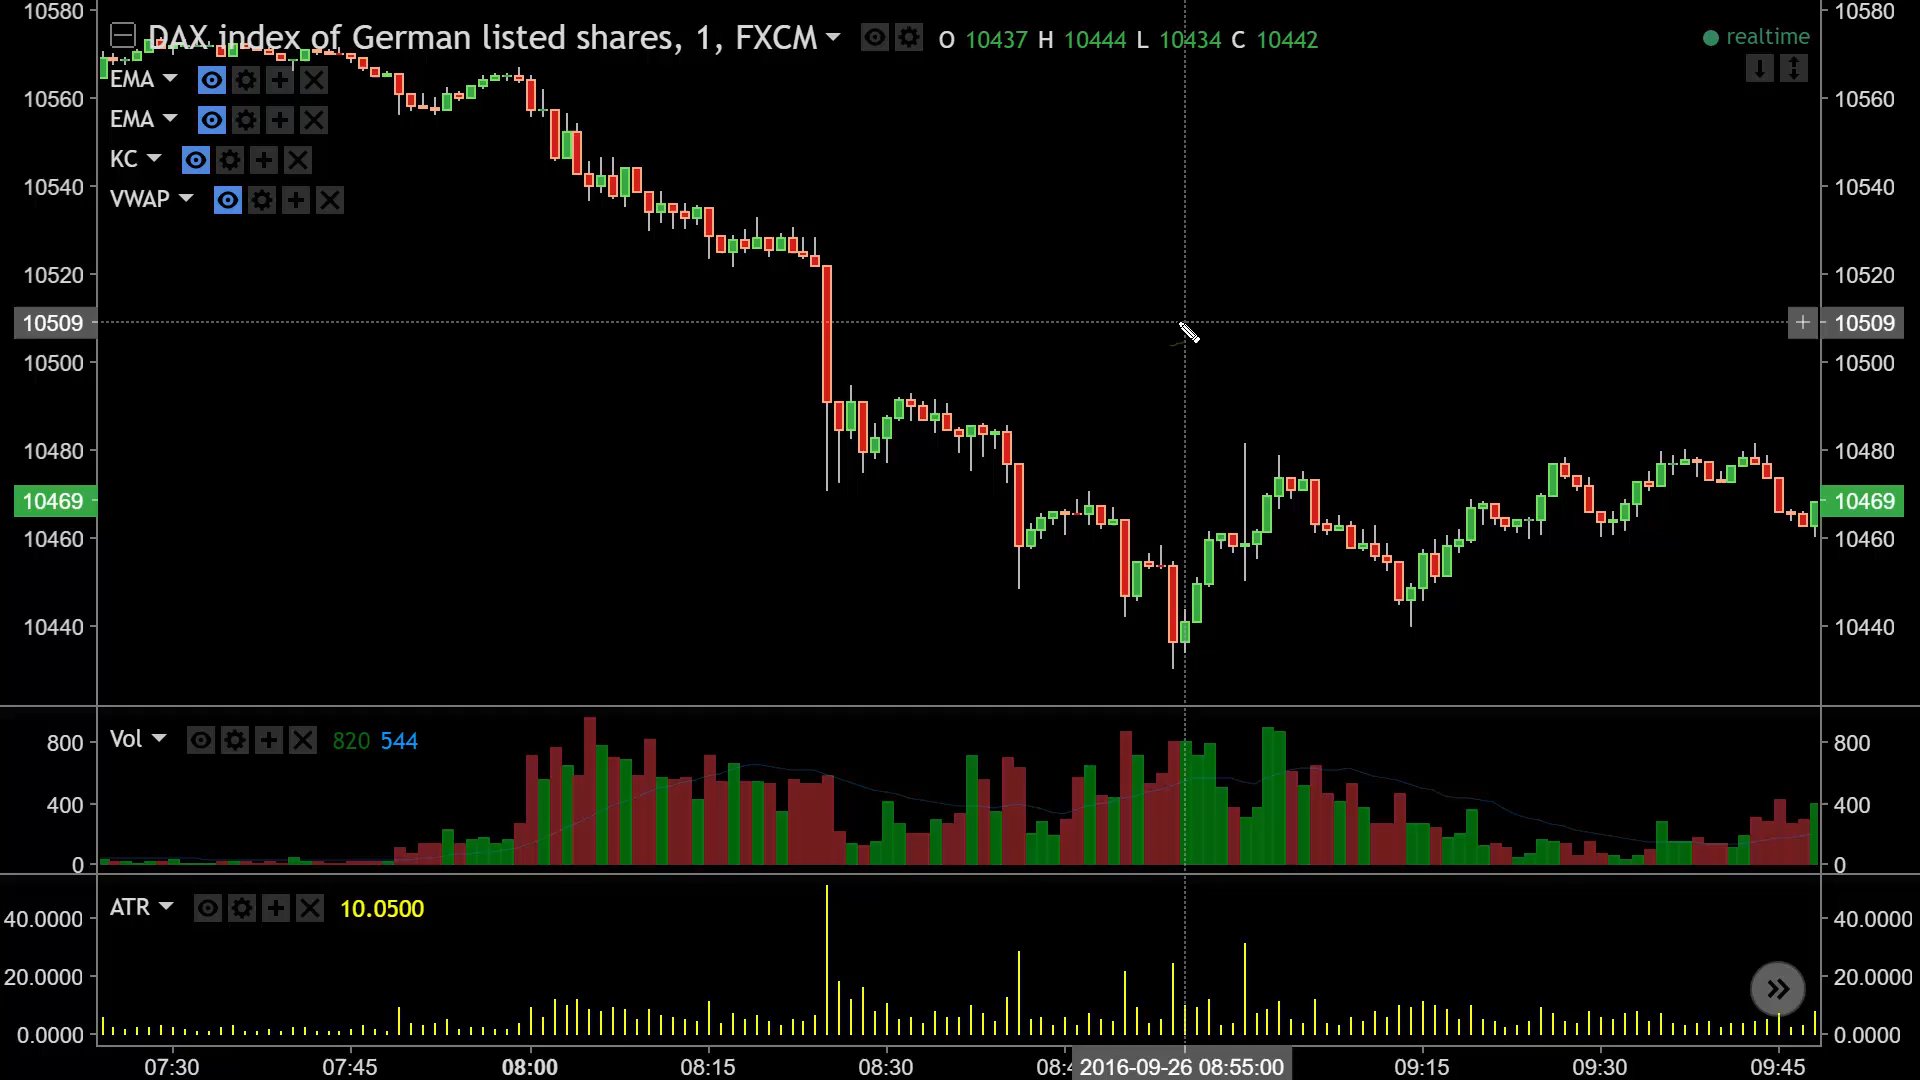 DAX index of German listed shares, 1, FXCM O 10437 H 10444 L 10434 C 10442
realtime
EMA
EMA
KC
VWAP
10580 10580
10560 10560
10540 10540
10520 10520
10509 10509
10500 10500
10480 10480
10469 10469
10460 10460
10440 10440
Vol 820 544
800 800
400 400
0 0
ATR 10.0500
40.0000 40.0000
20.0000 20.0000
0.0000 0.0000
07:30 07:45 08:00 08:15 08:30 08:4 2016-09-26 08:55:00 09:15 09:30 09:45